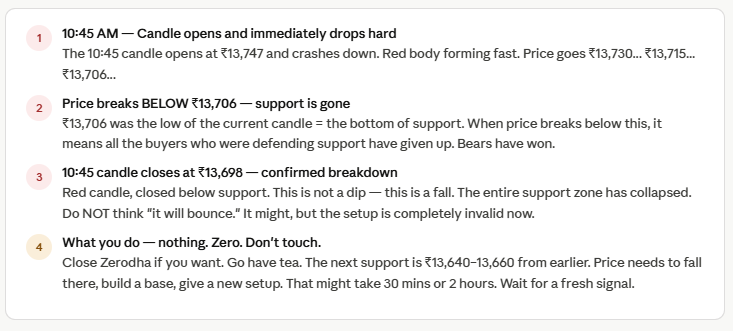 1
10:45 AM — Candle opens and immediately drops hard
The 10:45 candle opens at ₹13,747 and crashes down. Red body forming fast. Price goes ₹13,730... ₹13,715...
₹13,706...
2
Price breaks BELOW ₹13,706 — support is gone
₹13,706 was the low of the current candle = the bottom of support. When price breaks below this, it
means all the buyers who were defending support have given up. Bears have won.
3
10:45 candle closes at ₹13,698 — confirmed breakdown
Red candle, closed below support. This is not a dip — this is a fall. The entire support zone has collapsed.
Do NOT think "it will bounce." It might, but the setup is completely invalid now.
4
What you do — nothing. Zero. Don't touch.
Close Zerodha if you want. Go have tea. The next support is ₹13,640–13,660 from earlier. Price needs to fall
there, build a base, give a new setup. That might take 30 mins or 2 hours. Wait for a fresh signal.